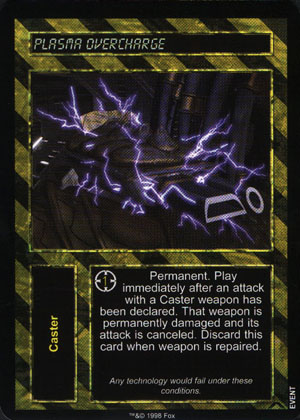 PLASMA OVERCHARGE
Caster
Permanent. Play
immediately after an attack
with a Caster weapon has
been declared. That weapon is
permanently damaged and its
attack is canceled. Discard this
card when weapon is repaired.
Any technology would fail under these
conditions.
EVENT
™&© 1998 Fox